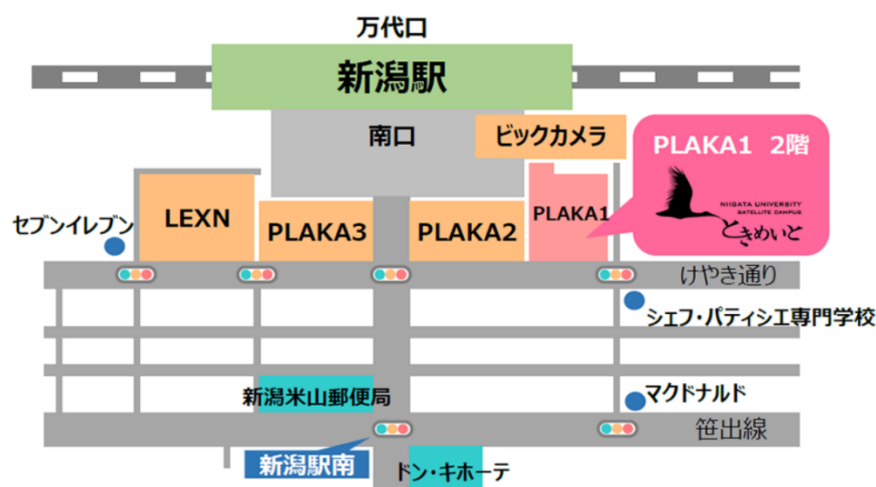 万代口
新潟駅
南口
ビックカメラ
PLAKA1 2階
NIIGATA UNIVERSITY
SATELLITE CAMPUS
ときめいと
セブンイレブン
LEXN
PLAKA3
PLAKA2
PLAKA1
けやき通り
シェフ・パティシエ専門学校
新潟米山郵便局
マクドナルド
笹出線
新潟駅南
ドン・キホーテ